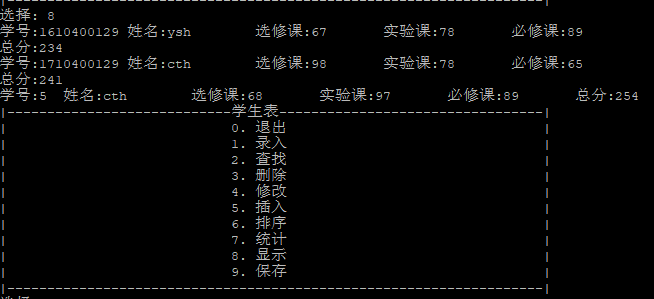 选择: 8
学号:1610400129 姓名:ysh 选修课:67 实验课:78 必修课:89
总分:234
学号:1710400129 姓名:cth 选修课:98 实验课:78 必修课:65
总分:241
学号:5 姓名:cth 选修课:68 实验课:97 必修课:89 总分:254
|----------------------------学生表---------------------------------|
0. 退出
1. 录入
2. 查找
3. 删除
4. 修改
5. 插入
6. 排序
7. 统计
8. 显示
9. 保存